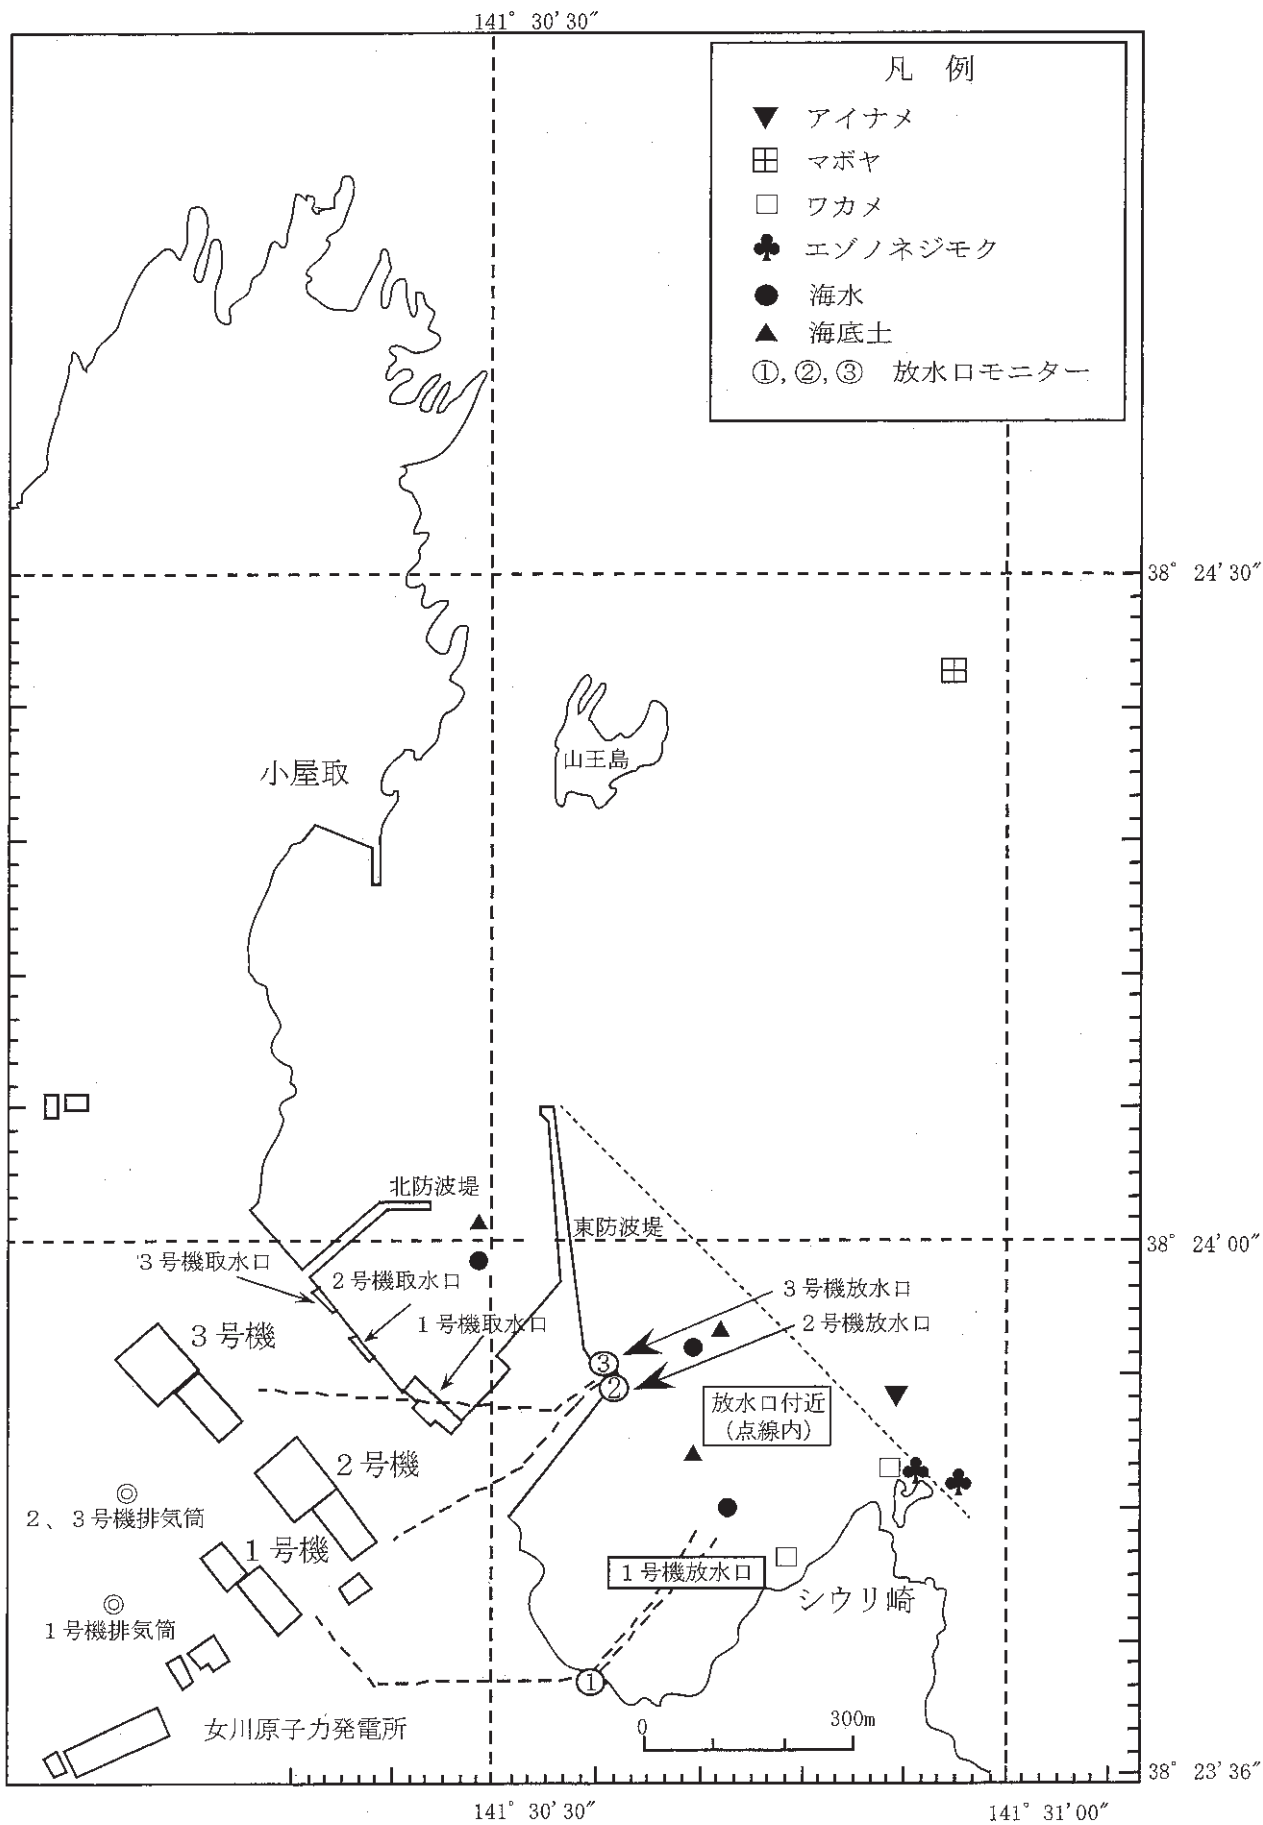 141° 30′30″
凡 例
アイナメ
マボヤ
ワカメ
エゾノネジモク
海水
海底土
①, ②, ③ 放水口モニター
38° 24′30″
山王島
小屋取
北防波堤
東防波堤
38° 24′00″
3号機取水口
2号機取水口
1号機取水口
3号機放水口
2号機放水口
3号機
③
②
放水口付近
(点線内)
2号機
2、3号機排気筒
1号機
1号機放水口
シウリ崎
1号機排気筒
①
女川原子力発電所
0 300m
38° 23′36″
141° 30′30″
141° 31′00″